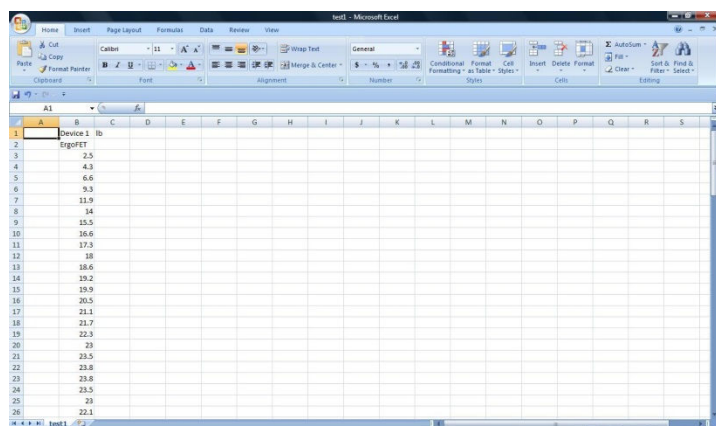 test1 - Microsoft Excel
Home Insert Page Layout Formulas Data Review View
Paste
Cut
Copy
Format Painter
Clipboard
Calibri 11 A A
B I U A
Font
Wrap Text
Merge & Center
Alignment
General
$ % ,
Number
Conditional Formatting
Format as Table
Cell Styles
Styles
Insert Delete Format
Cells
Σ AutoSum
Fill
Clear
Sort & Filter
Find & Select
Editing
A1 fx
A B C D E F G H I J K L M N O P Q R S
1 Device 1 lb
2 ErgoFET
3 2.5
4 4.3
5 6.6
6 9.3
7 11.9
8 14
9 15.5
10 16.6
11 17.3
12 18
13 18.6
14 19.2
15 19.9
16 20.5
17 21.1
18 21.7
19 22.3
20 23
21 23.5
22 23.8
23 23.8
24 23.5
25 23
26 22.1
test1